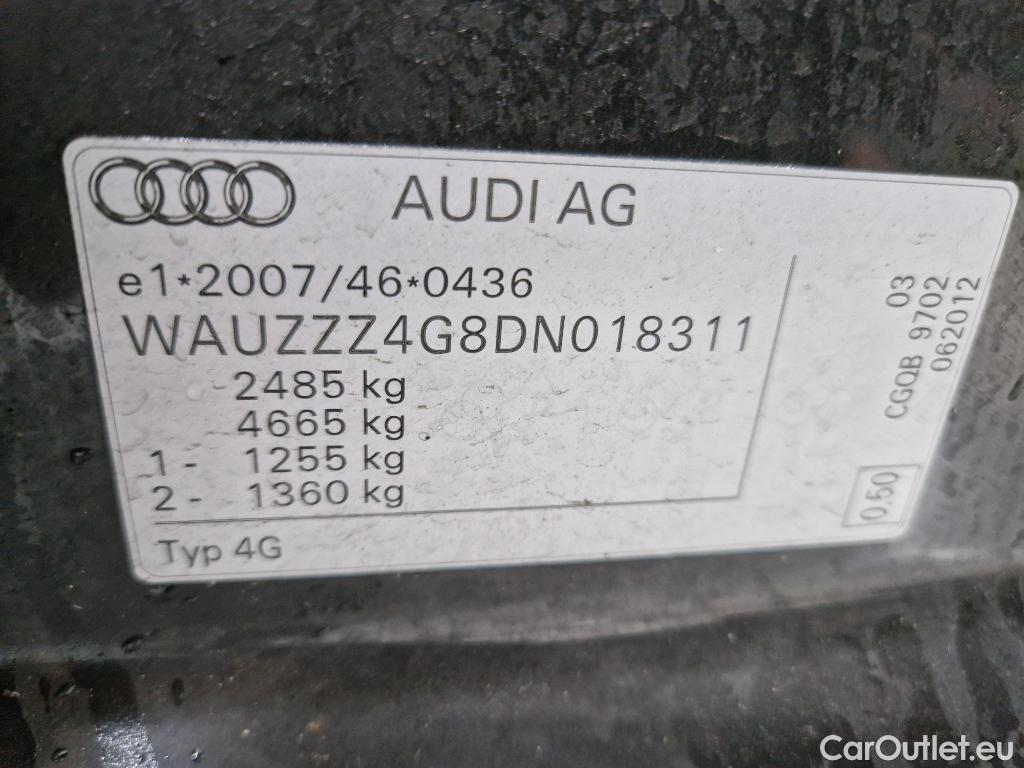 AUDI AG
e1*2007/46*0436
WAUZZZ4G8DN018311
2485 kg
4665 kg
1- 1255 kg
2- 1360 kg
Typ 4G
03
CGQB 9702
062012
0,50
CarOutlet.eu